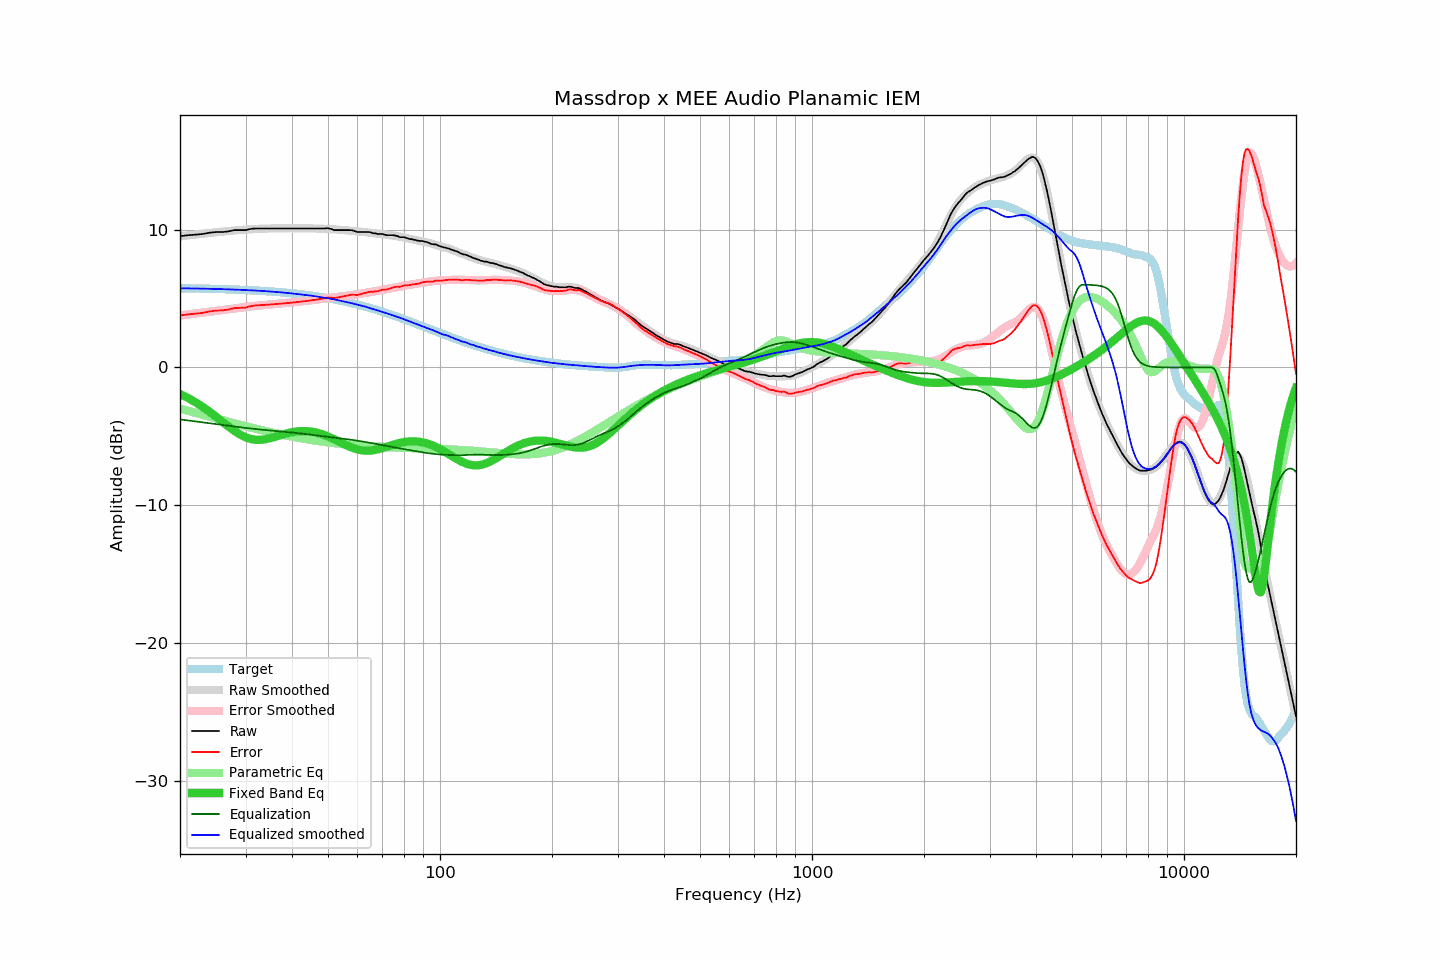 Massdrop x MEE Audio Planamic IEM
Amplitude (dBr)
10
0
−10
−20
−30
Target
Raw Smoothed
Error Smoothed
Raw
Error
Parametric Eq
Fixed Band Eq
Equalization
Equalized smoothed
100
1000
10000
Frequency (Hz)